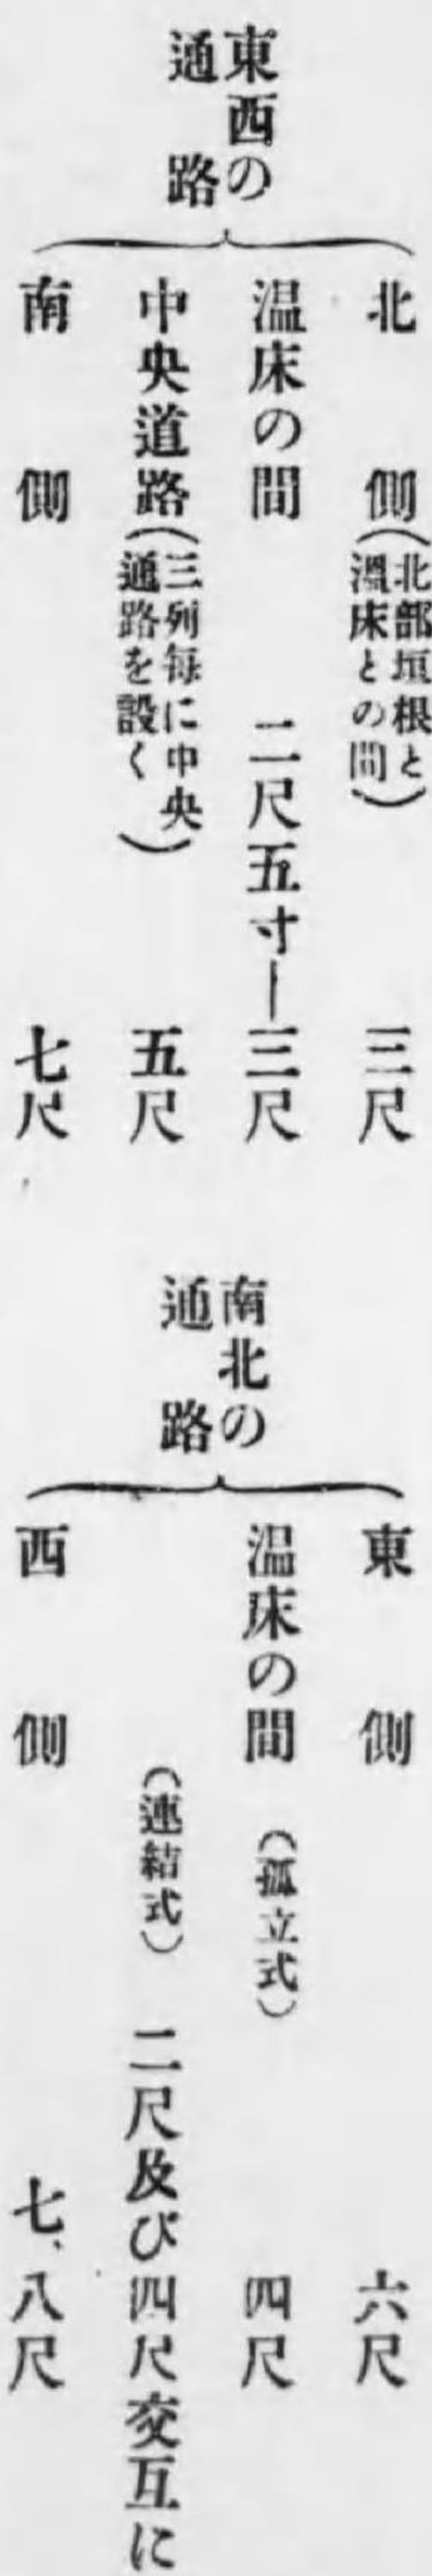 東西の
通路
北側(北部垣根と
温床との間) 三尺
温床の間 二尺五寸―三尺
中央道路(三列毎に中央
通路を設く) 五尺
南側 七尺
南北の
通路
東側 六尺
温床の間 (孤立式) 四尺
(連結式) 二尺及び四尺交互に
西側 七、八尺